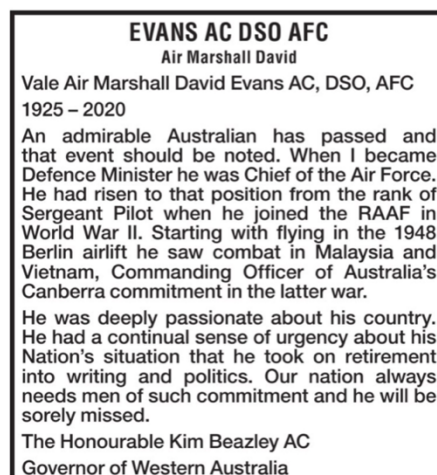 EVANS AC DSO AFC
Air Marshall David
Vale Air Marshall David Evans AC, DSO, AFC
1925 – 2020
An admirable Australian has passed and
that event should be noted. When I became
Defence Minister he was Chief of the Air Force.
He had risen to that position from the rank of
Sergeant Pilot when he joined the RAAF in
World War II. Starting with flying in the 1948
Berlin airlift he saw combat in Malaysia and
Vietnam, Commanding Officer of Australia's
Canberra commitment in the latter war.
He was deeply passionate about his country.
He had a continual sense of urgency about his
Nation's situation that he took on retirement
into writing and politics. Our nation always
needs men of such commitment and he will be
sorely missed.
The Honourable Kim Beazley AC
Governor of Western Australia